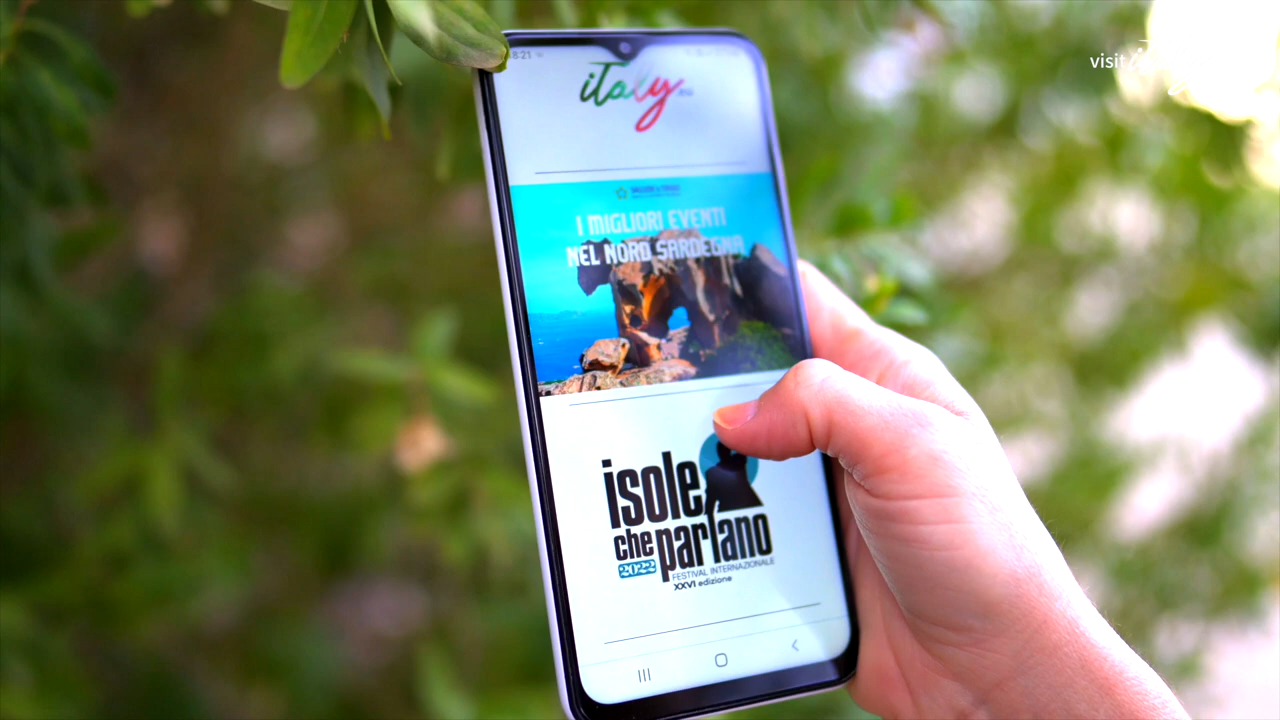 visit
italy
I MIGLIORI EVENTI
NEL NORD SARDEGNA
isole
che parlano
2022
FESTIVAL INTERNAZIONALE
XXVI edizione